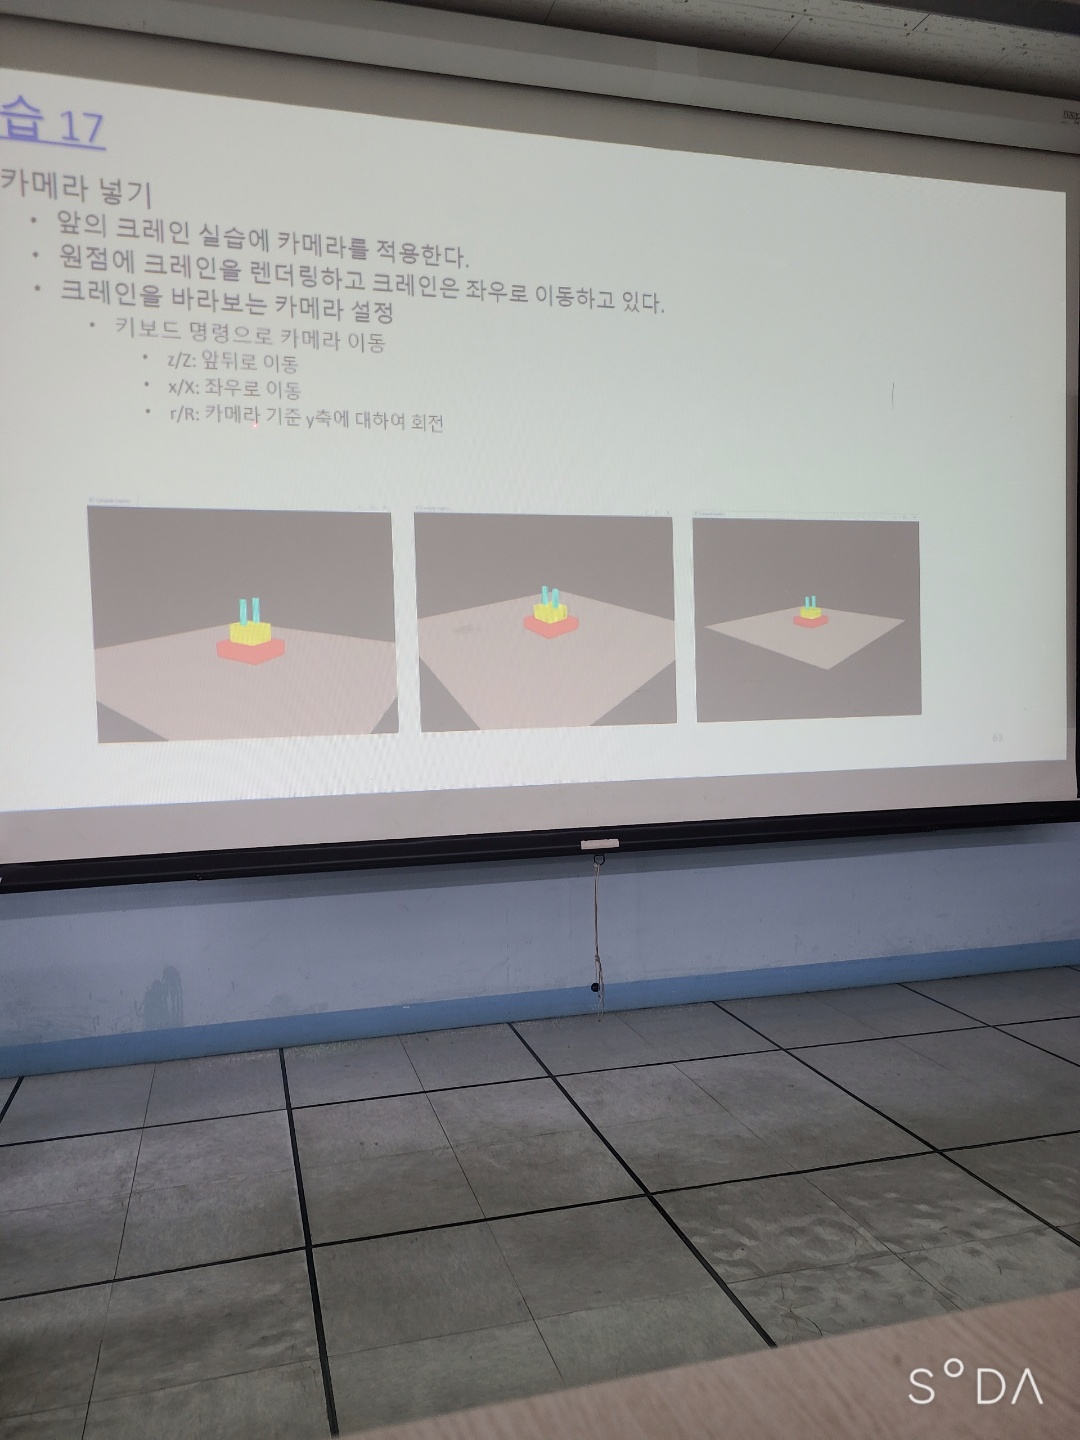 습 17
카메라 넣기
• 앞의 크레인 실습에 카메라를 적용한다.
• 원점에 크레인을 렌더링하고 크레인은 좌우로 이동하고 있다.
• 크레인을 바라보는 카메라 설정
• 키보드 명령으로 카메라 이동
• z/Z: 앞뒤로 이동
• x/X: 좌우로 이동
• r/R: 카메라 기준 y축에 대하여 회전
63
SODA